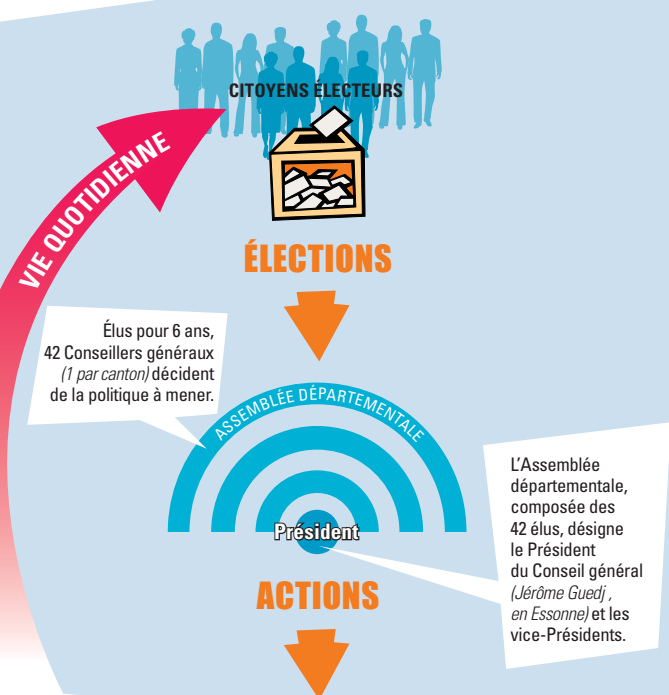 CITOYENS ÉLECTEURS
VIE QUOTIDIENNE
ÉLECTIONS
Élus pour 6 ans,
42 Conseillers généraux
(1 par canton) décident
de la politique à mener.
ASSEMBLÉE DÉPARTEMENTALE
Président
L'Assemblée
départementale,
composée des
42 élus, désigne
le Président
du Conseil général
(Jérôme Guedj ,
en Essonne) et les
vice-Présidents.
ACTIONS